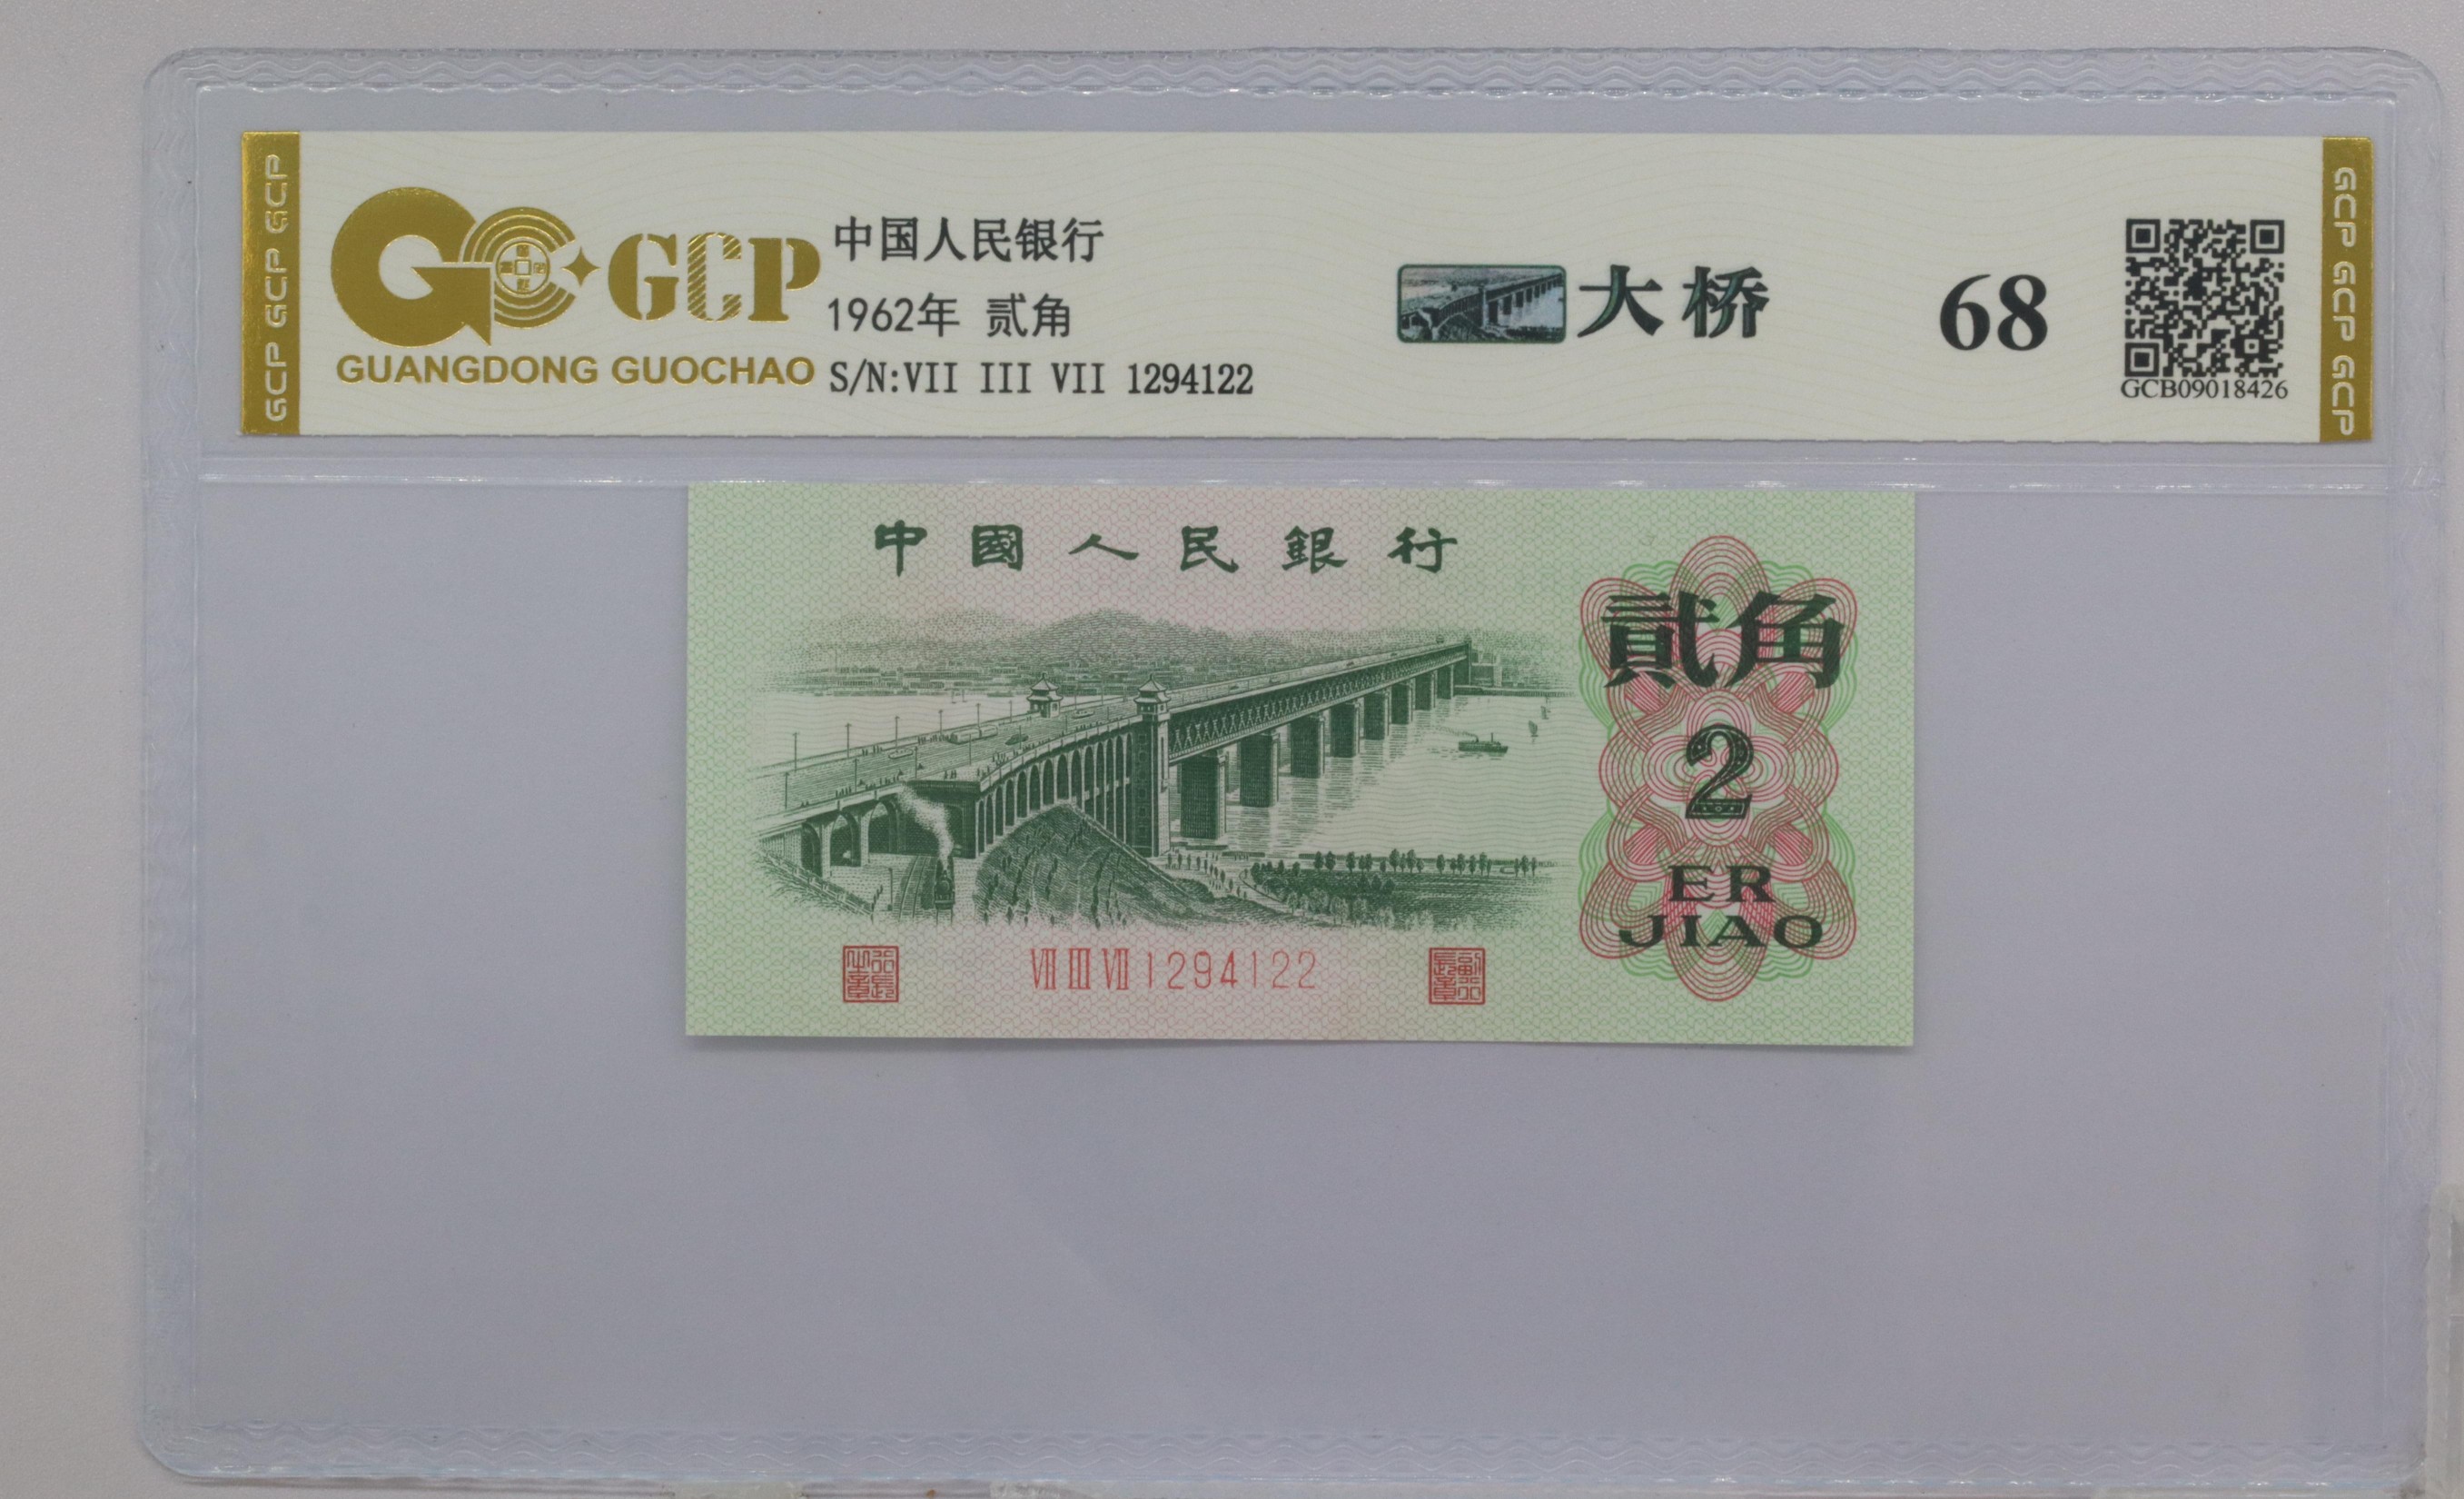 GCP GCP GCP
GCP
GUANGDONG GUOCHAO
中国人民银行
1962年 贰角
S/N:VII III VII 1294122
大桥
68
GCB09018426
GCP GCP GCP
中國人民銀行
貳角
2
ER
JIAO
VII III VII 1294122